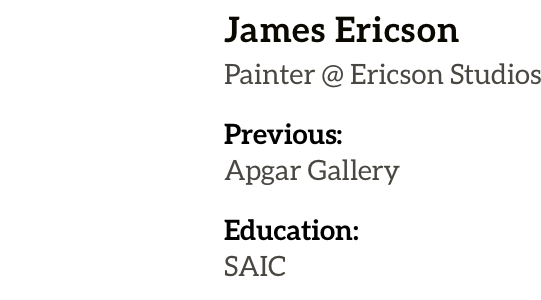 James Ericson
Painter @ Ericson Studios
Previous:
Apgar Gallery
Education:
SAIC